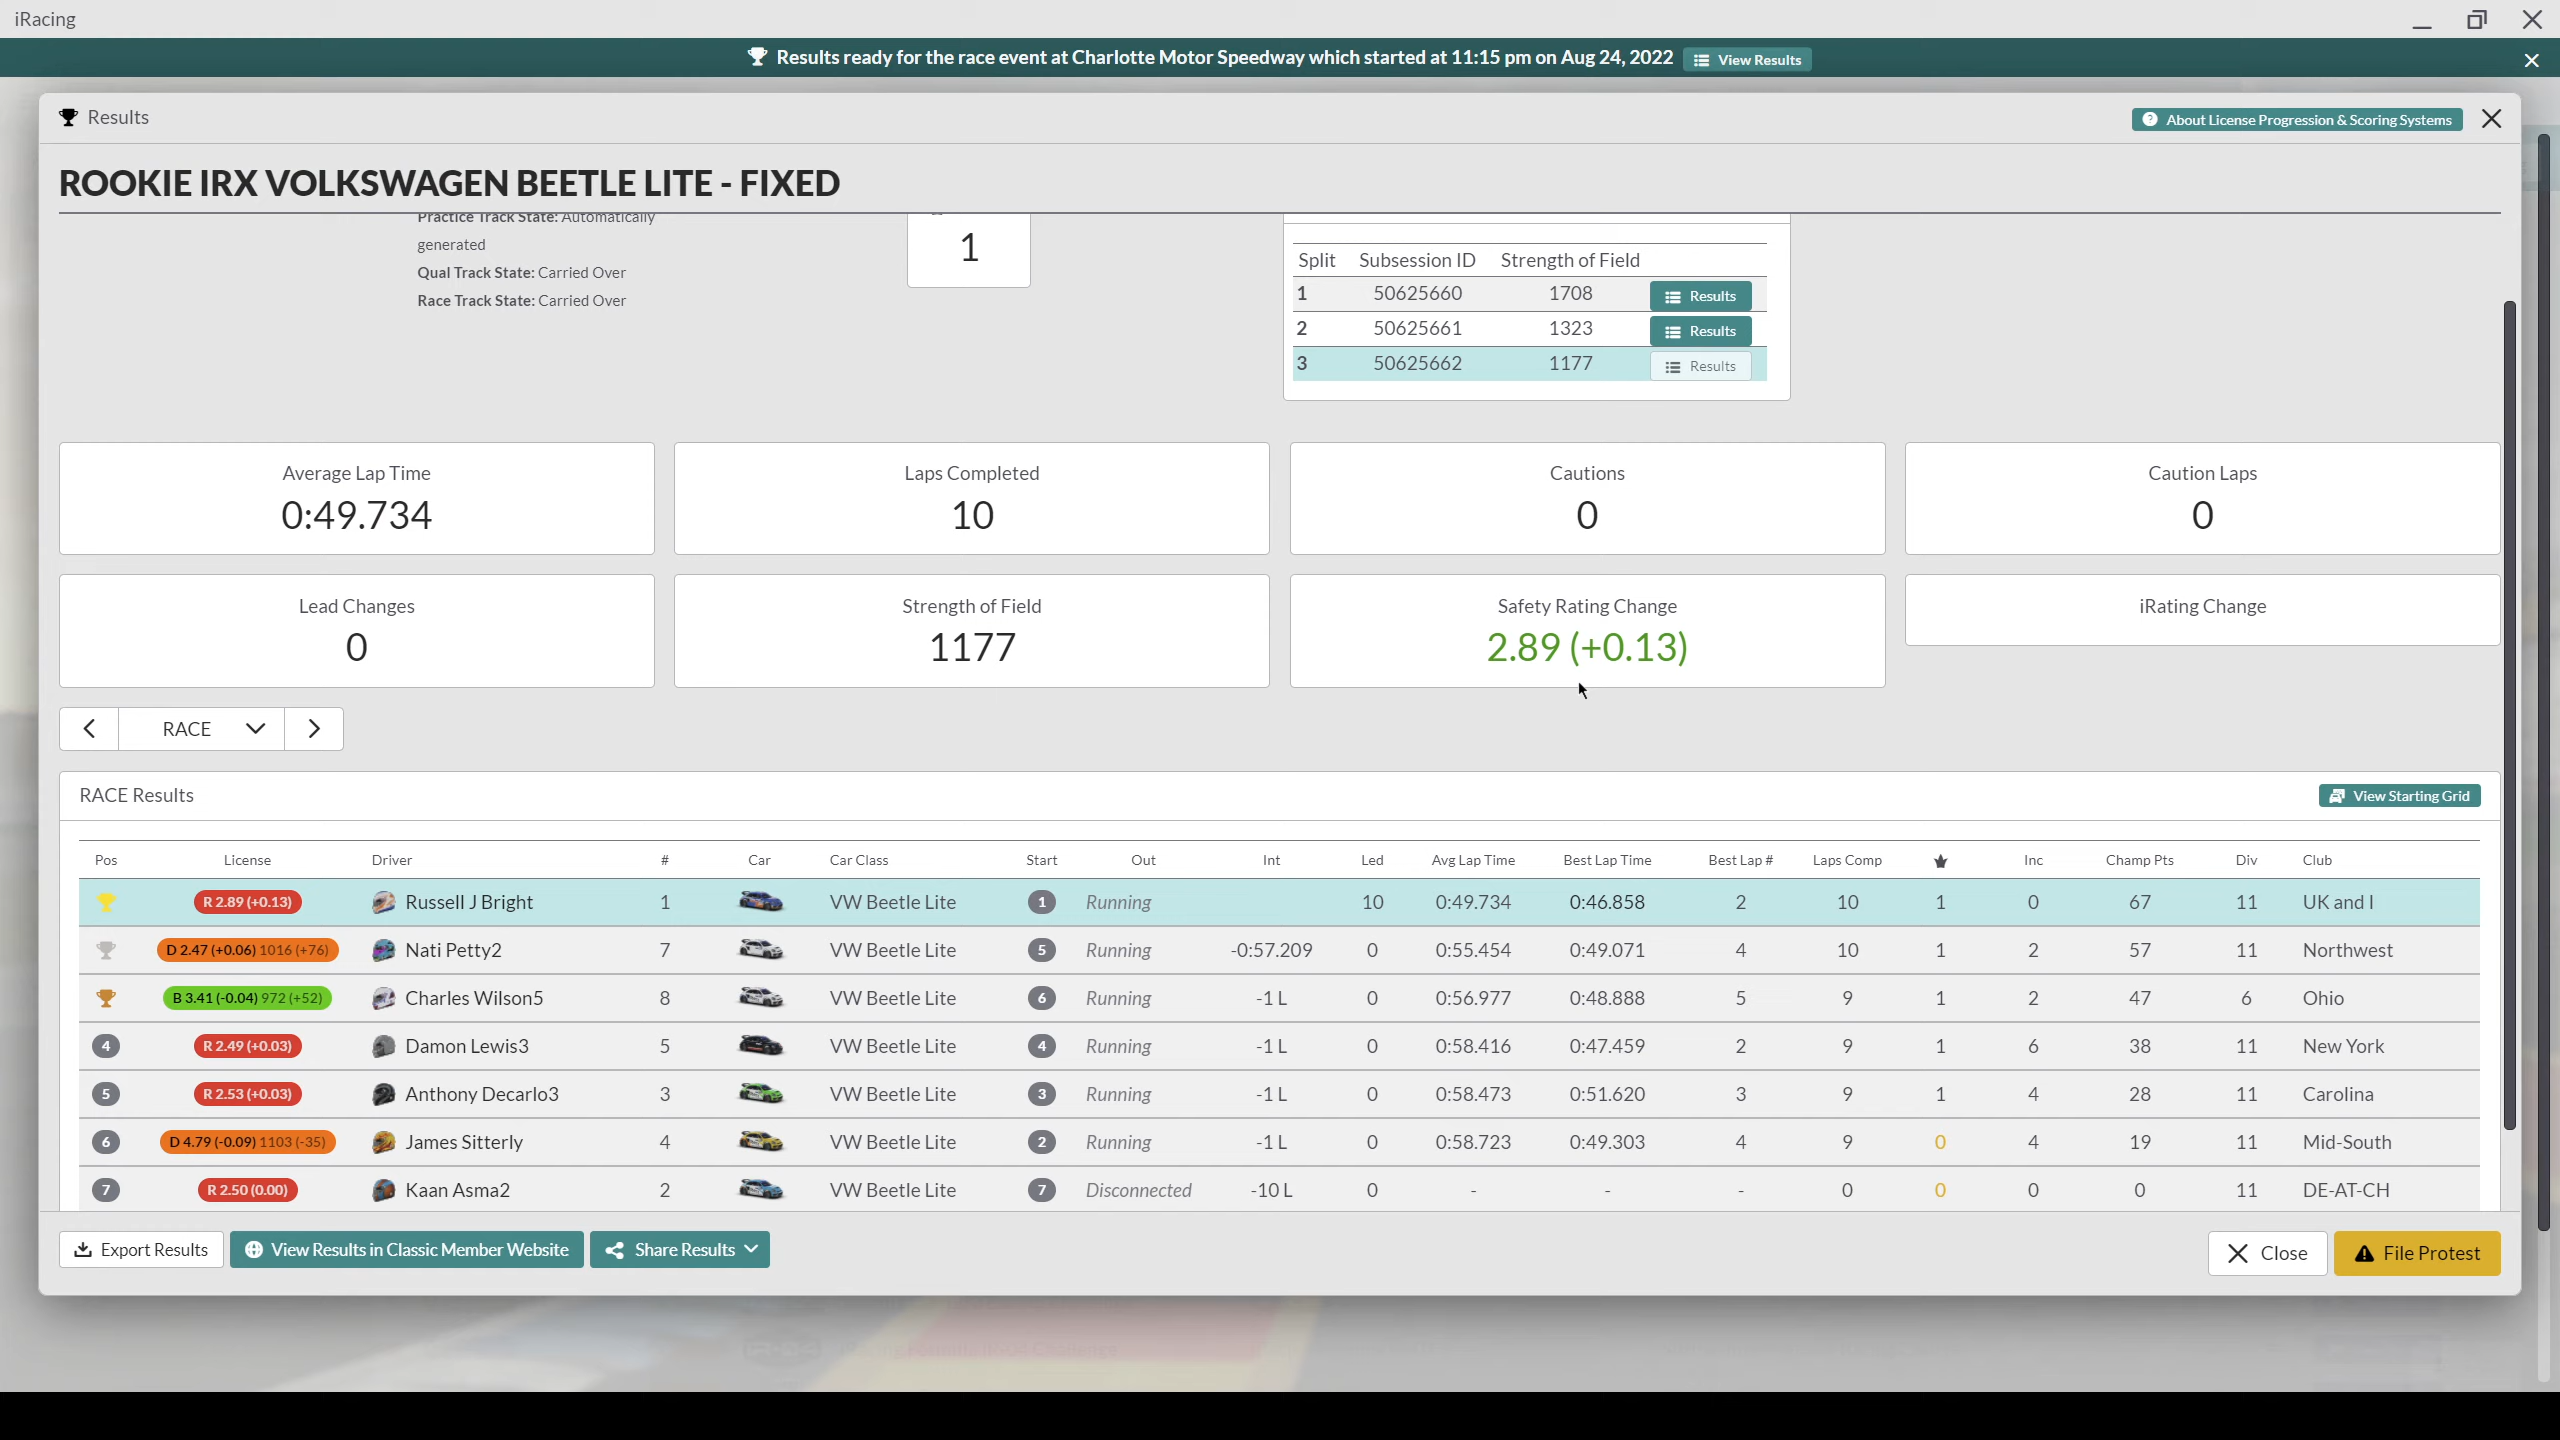 iRacing
Results ready for the race event at Charlotte Motor Speedway which started at 11:15 pm on Aug 24, 2022 View Results
Results About License Progression & Scoring Systems
ROOKIE IRX VOLKSWAGEN BEETLE LITE - FIXED
Practice Track State: Automatically
generated
Qual Track State: Carried Over
Race Track State: Carried Over
1
Split Subsession ID Strength of Field
1 50625660 1708 Results
2 50625661 1323 Results
3 50625662 1177 Results
Average Lap Time Laps Completed Cautions Caution Laps
0:49.734 10 0 0
Lead Changes Strength of Field Safety Rating Change iRating Change
0 1177 2.89 (+0.13)
RACE
RACE Results View Starting Grid
Pos License Driver # Car Car Class Start Out Int Led Avg Lap Time Best Lap Time Best Lap # Laps Comp Inc Champ Pts Div Club
R 2.89 (+0.13) Russell J Bright 1 VW Beetle Lite 1 Running 10 0:49.734 0:46.858 2 10 1 0 67 11 UK and I
D 2.47 (+0.06) 1016 (+76) Nati Petty2 7 VW Beetle Lite 5 Running -0:57.209 0 0:55.454 0:49.071 4 10 1 2 57 11 Northwest
B 3.41 (-0.04) 972 (+52) Charles Wilson5 8 VW Beetle Lite 6 Running -1 L 0 0:56.977 0:48.888 5 9 1 2 47 6 Ohio
4 R 2.49 (+0.03) Damon Lewis3 5 VW Beetle Lite 4 Running -1 L 0 0:58.416 0:47.459 2 9 1 6 38 11 New York
5 R 2.53 (+0.03) Anthony Decarlo3 3 VW Beetle Lite 3 Running -1 L 0 0:58.473 0:51.620 3 9 1 4 28 11 Carolina
6 D 4.79 (-0.09) 1103 (-35) James Sitterly 4 VW Beetle Lite 2 Running -1 L 0 0:58.723 0:49.303 4 9 0 4 19 11 Mid-South
7 R 2.50 (0.00) Kaan Asma2 2 VW Beetle Lite 7 Disconnected -10 L 0 - - - 0 0 0 0 11 DE-AT-CH
Export Results View Results in Classic Member Website Share Results Close File Protest